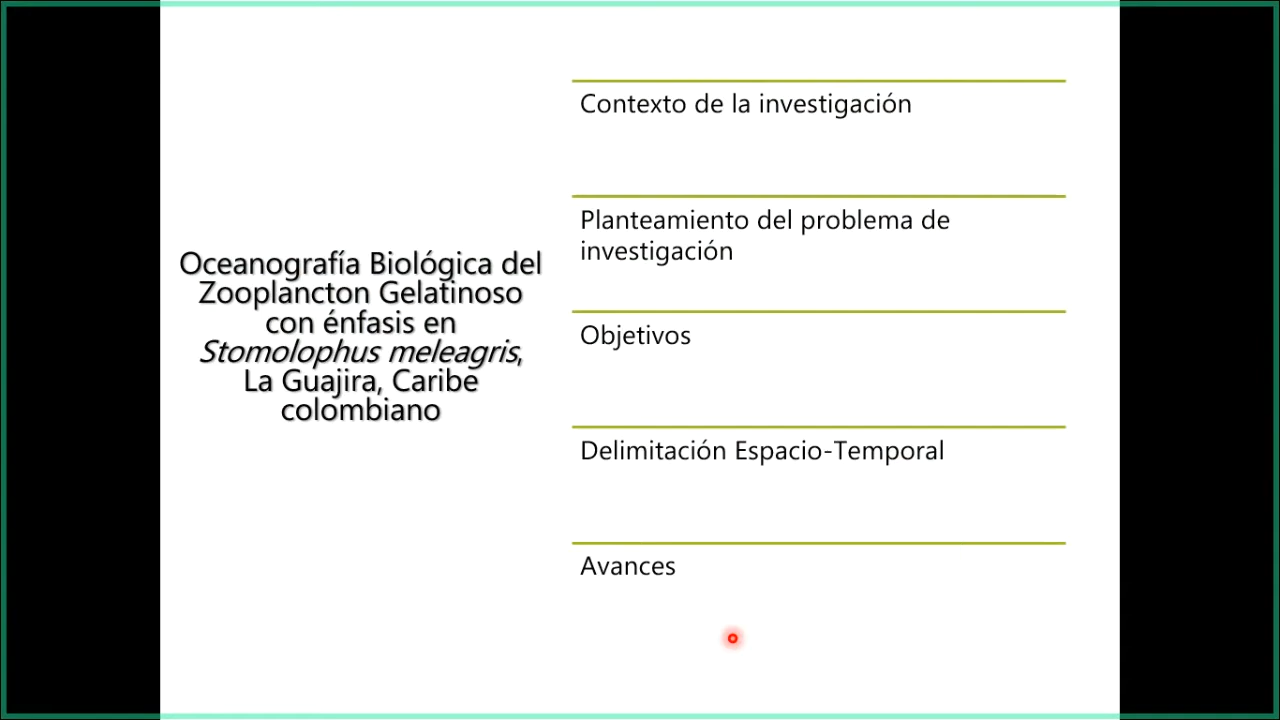 Oceanografía Biológica del
Zooplancton Gelatinoso
con énfasis en
Stomolophus meleagris,
La Guajira, Caribe
colombiano
Contexto de la investigación
Planteamiento del problema de
investigación
Objetivos
Delimitación Espacio-Temporal
Avances